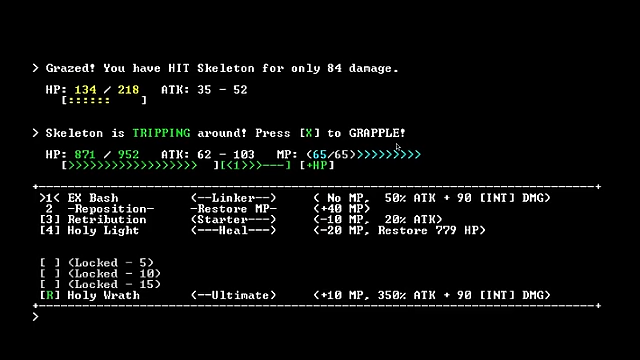 > Grazed! You have HIT Skeleton for only 84 damage.
HP: 134 / 218 ATK: 35 - 52
[:::::: ]
> Skeleton is TRIPPING around! Press [X] to GRAPPLE!
HP: 871 / 952 ATK: 62 - 103 MP: (65/65)>>>>>>>>>
[>>>>>>>>>>>>>>>>>> ][<1>>>>---] [+HP]
>1< EX Bash <--Linker--> ( No MP, 50% ATK + 90 [INT] DMG)
2 -Reposition- -Restore MP- (+40 MP)
[3] Retribution (Starter---> (-10 MP, 20% ATK)
[4] Holy Light <---Heal---> (-20 MP, Restore 779 HP)
[ ] (Locked - 5)
[ ] (Locked - 10)
[ ] (Locked - 15)
[R] Holy Wrath <--Ultimate> (+10 MP, 350% ATK + 90 [INT] DMG)
>